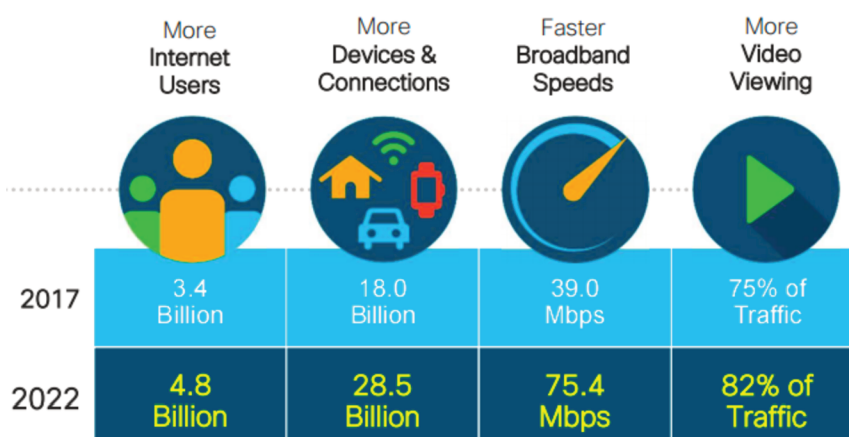 More
Internet
Users
More
Devices &
Connections
Faster
Broadband
Speeds
More
Video
Viewing
2017
3.4
Billion
18.0
Billion
39.0
Mbps
75% of
Traffic
2022
4.8
Billion
28.5
Billion
75.4
Mbps
82% of
Traffic